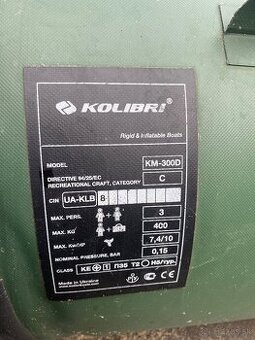 KOLIBRI
Rigid & Inflatable Boats
MODEL KM-300D
DIRECTIVE 94/25/EC
RECREATIONAL CRAFT, CATEGORY C
CIN UA-KLB 8
MAX. PERS. 3
MAX. KG 400
MAX. Kw/HP 7,4/10
NOMINAL PRESSURE, BAR 0,15
CLASS
Made in Ukraine